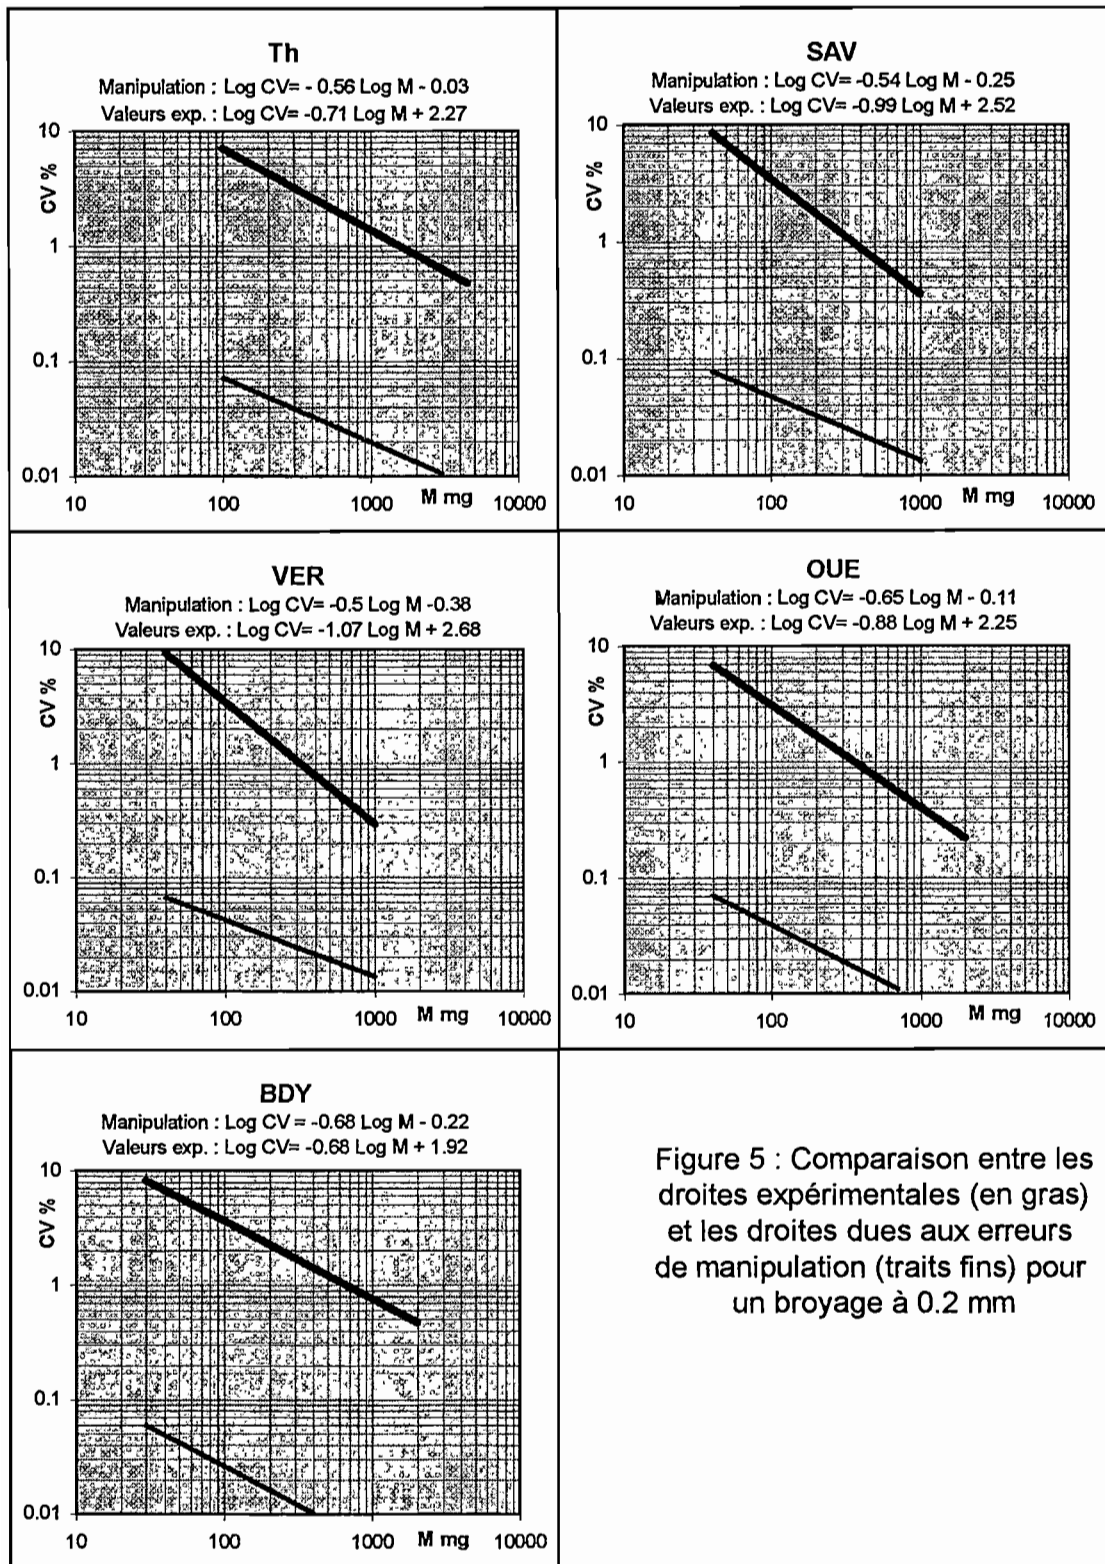 Th
Manipulation : Log CV= - 0.56 Log M - 0.03
Valeurs exp. : Log CV= -0.71 Log M + 2.27
10
1
0.1
0.01
CV %
10
100
1000
M mg
10000
SAV
Manipulation : Log CV= -0.54 Log M - 0.25
Valeurs exp. : Log CV= -0.99 Log M + 2.52
10
1
0.1
0.01
CV %
10
100
1000
M mg
10000
VER
Manipulation : Log CV= -0.5 Log M -0.38
Valeurs exp. : Log CV= -1.07 Log M + 2.68
10
1
0.1
0.01
CV %
10
100
1000
M mg
10000
OUE
Manipulation : Log CV= -0.65 Log M - 0.11
Valeurs exp. : Log CV= -0.88 Log M + 2.25
10
1
0.1
0.01
CV %
10
100
1000
M mg
10000
BDY
Manipulation : Log CV = -0.68 Log M - 0.22
Valeurs exp. : Log CV= -0.68 Log M + 1.92
10
1
0.1
0.01
CV %
10
100
1000
M mg
10000
Figure 5 : Comparaison entre les
droites expérimentales (en gras)
et les droites dues aux erreurs
de manipulation (traits fins) pour
un broyage à 0.2 mm